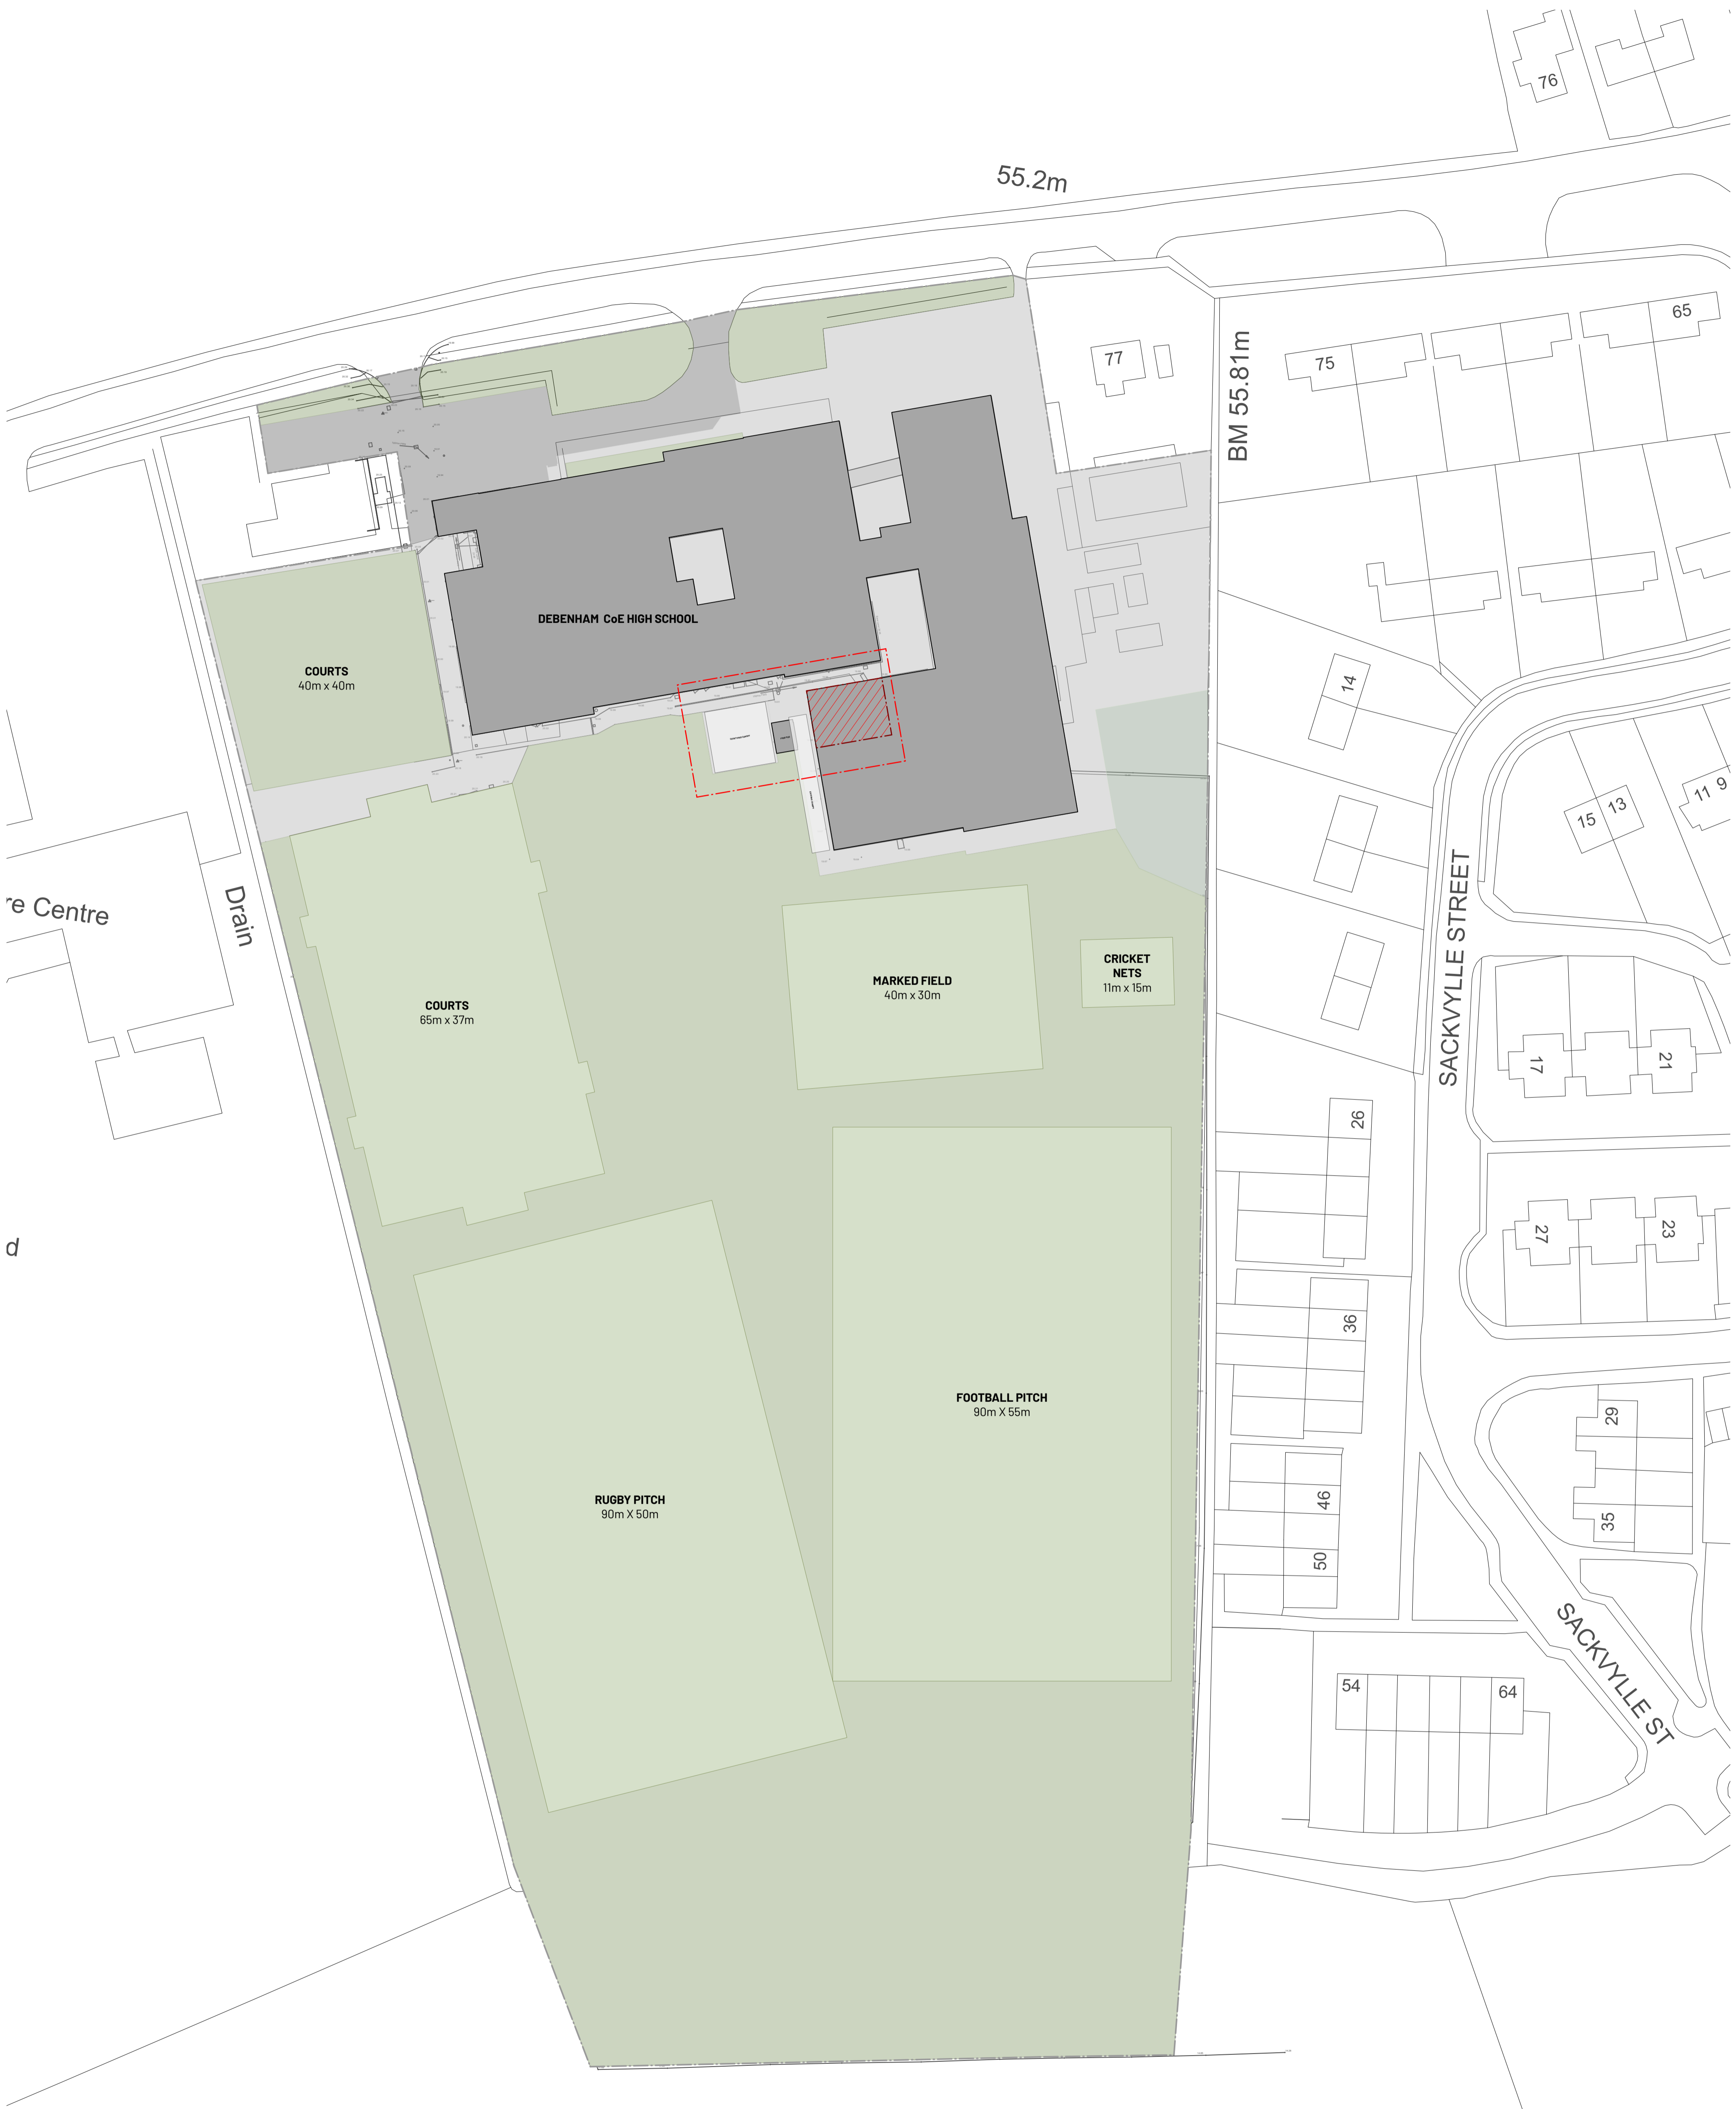 76
55.2m
65
75
77
BM 55.81m
DEBENHAM CoE HIGH SCHOOL
COURTS
40m x 40m
14
15
13
11
9
re Centre
Drain
SACKVYLLE STREET
MARKED FIELD
40m x 30m
CRICKET
NETS
11m x 15m
COURTS
65m x 37m
17
21
26
27
23
d
36
FOOTBALL PITCH
90m X 55m
29
RUGBY PITCH
90m X 50m
46
35
50
SACKVYLLE ST
54
64